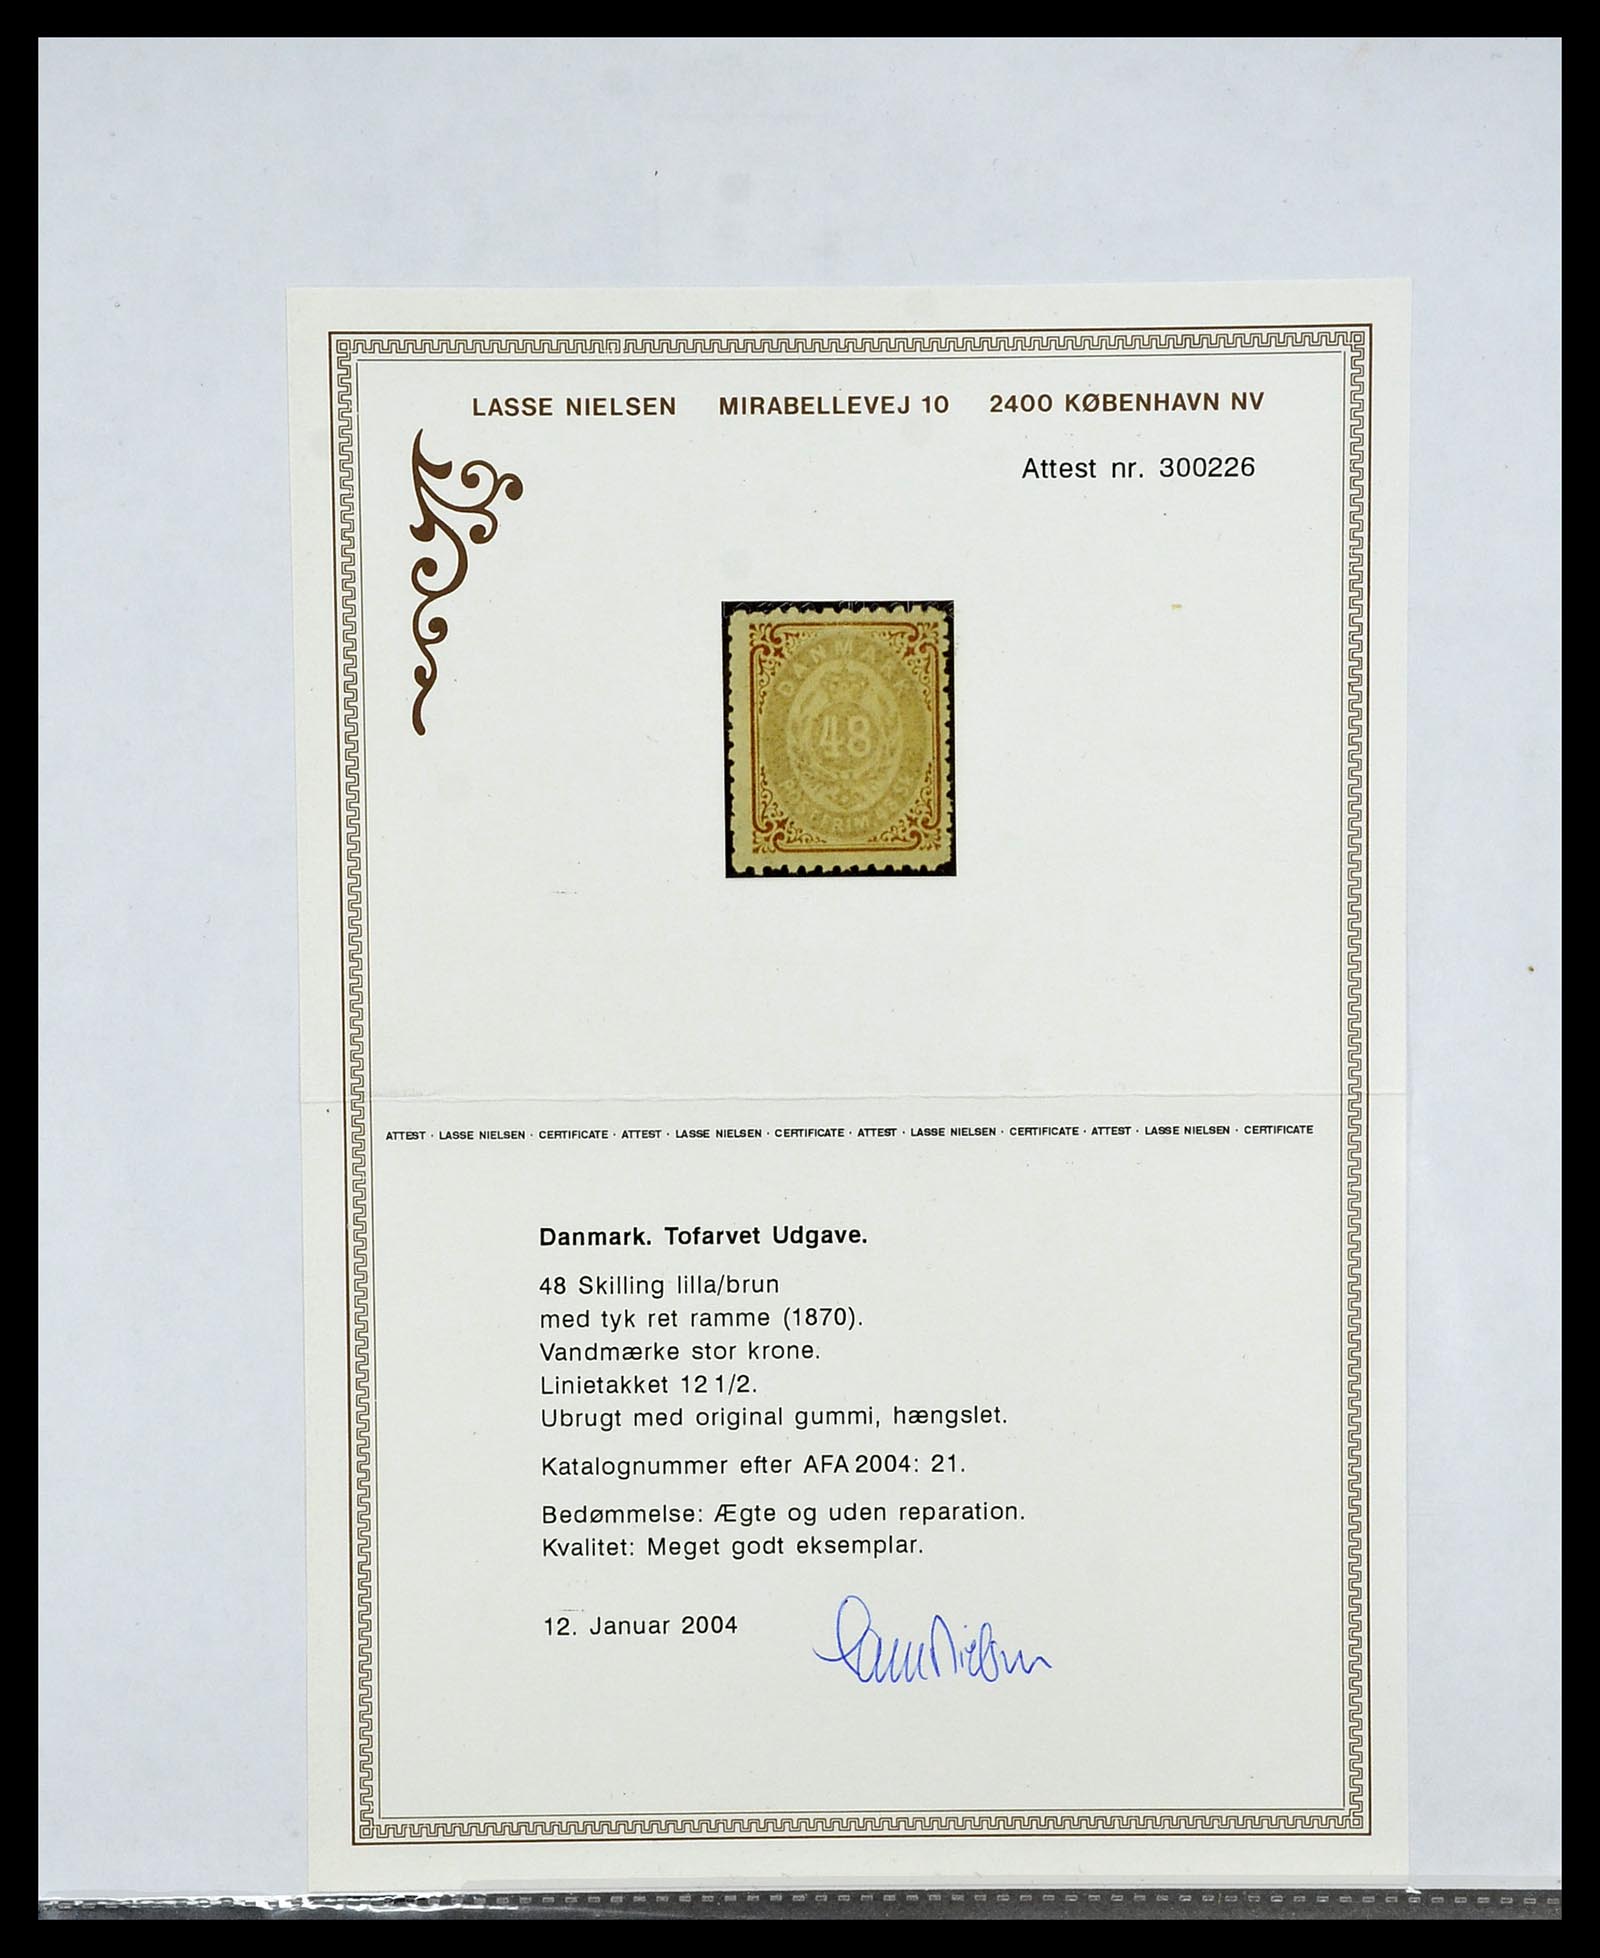 LASSE NIELSEN MIRABELLEVEJ 10 2400 KØBENHAVN NV
Attest nr. 300226
DANMARK
48
ATTEST · LASSE NIELSEN · CERTIFICATE · ATTEST · LASSE NIELSEN · CERTIFICATE · ATTEST · LASSE NIELSEN · CERTIFICATE · ATTEST · LASSE NIELSEN · CERTIFICATE
Danmark. Tofarvet Udgave.
48 Skilling lilla/brun
med tyk ret ramme (1870).
Vandmærke stor krone.
Linietakket 12 1/2.
Ubrugt med original gummi, hængslet.
Katalognummer efter AFA 2004: 21.
Bedømmelse: Ægte og uden reparation.
Kvalitet: Meget godt eksemplar.
12. Januar 2004
Lasse Nielsen